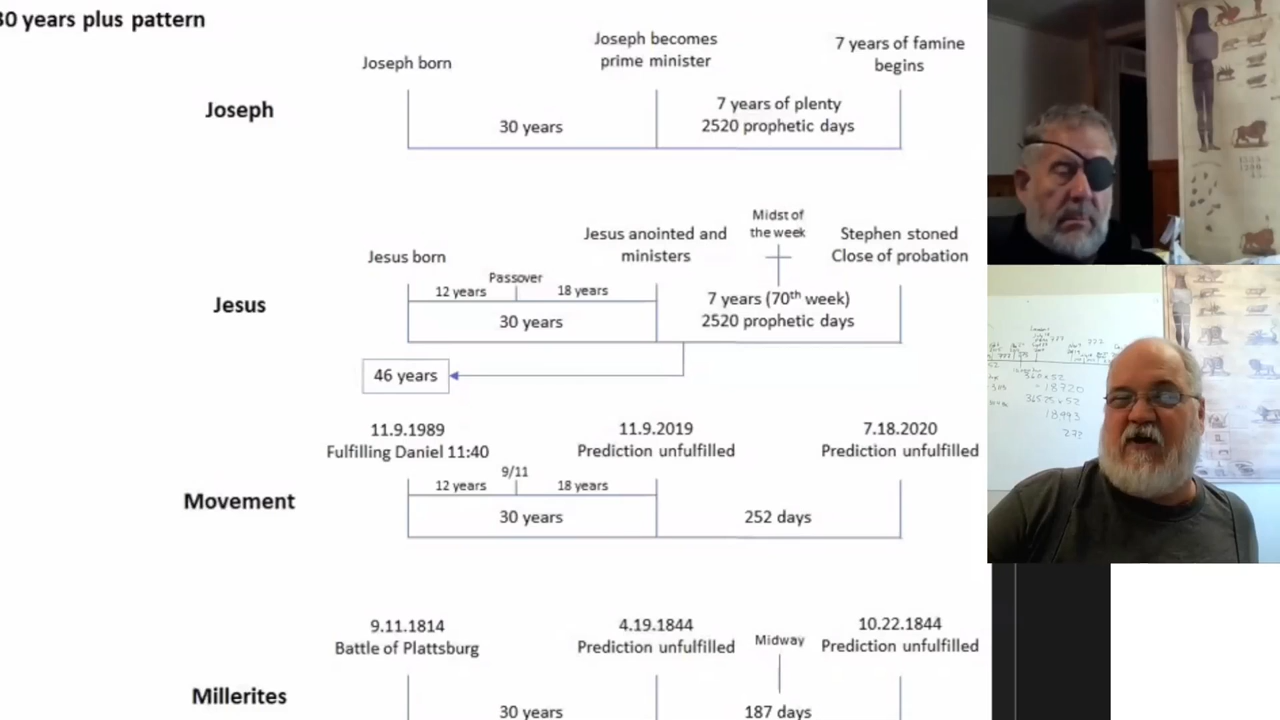 30 years plus pattern
Joseph born
Joseph becomes
prime minister
7 years of famine
begins
Joseph
30 years
7 years of plenty
2520 prophetic days
Jesus born
Jesus anointed and
ministers
Midst of
the week
Stephen stoned
Close of probation
Passover
12 years
18 years
Jesus
30 years
7 years (70th week)
2520 prophetic days
46 years
11.9.1989
Fulfilling Daniel 11:40
11.9.2019
Prediction unfulfilled
7.18.2020
Prediction unfulfilled
9/11
12 years
18 years
Movement
30 years
252 days
9.11.1814
Battle of Plattsburg
4.19.1844
Prediction unfulfilled
Midway
10.22.1844
Prediction unfulfilled
Millerites
30 years
187 days
360x52
18720
36525x52
18,993